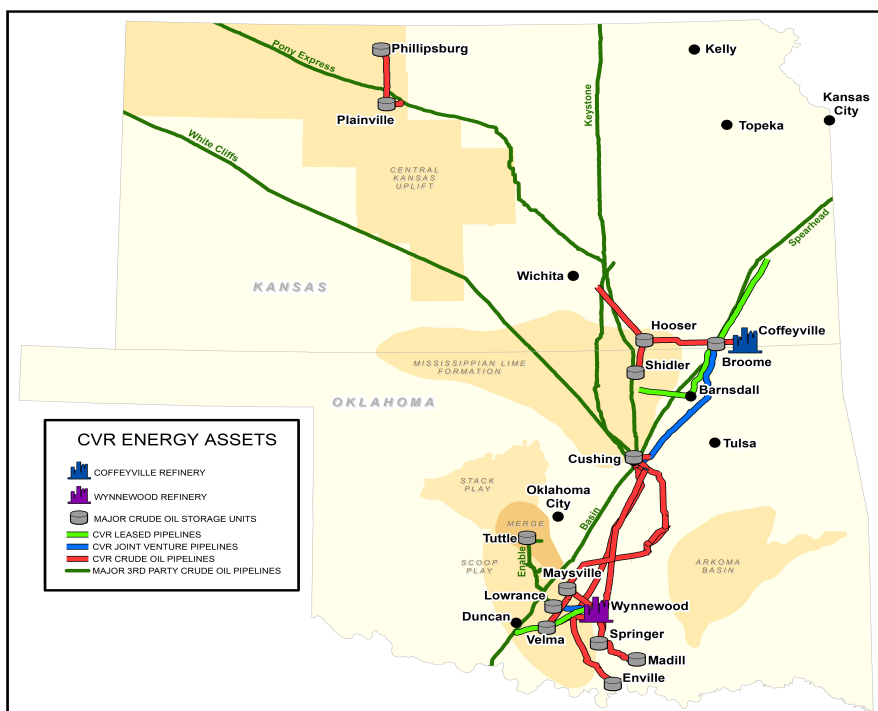 Phillipsburg
Kelly
Pony Express
Kansas
City
Plainville
Keystone
Topeka
White Cliffs
CENTRAL
KANSAS
UPLIFT
Spearhead
Wichita
KANSAS
Hooser
Coffeyville
Broome
MISSISSIPPIAN LIME
FORMATION
Shidler
Barnsdall
OKLAHOMA
Tulsa
Cushing
CVR ENERGY ASSETS
COFFEYVILLE REFINERY
WYNNEWOOD REFINERY
MAJOR CRUDE OIL STORAGE UNITS
CVR LEASED PIPELINES
CVR JOINT VENTURE PIPELINES
CVR CRUDE OIL PIPELINES
MAJOR 3RD PARTY CRUDE OIL PIPELINES
STACK
PLAY
Oklahoma
City
Basin
MERGE
Tuttle
Enable
SCOOP
PLAY
ARKOMA
BASIN
Maysville
Lowrance
Wynnewood
Duncan
Velma
Springer
Madill
Enville